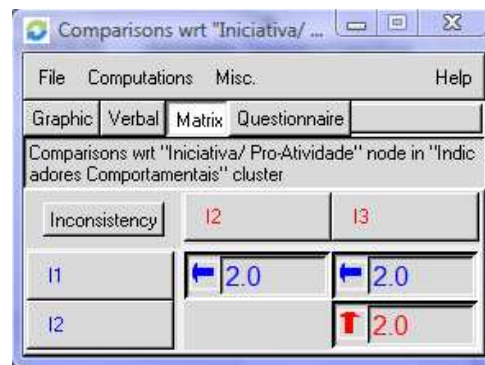 Comparisons wrt "Iniciativa/ ...
File Computations Misc. Help
Graphic Verbal Matrix Questionnaire
Comparisons wrt "Iniciativa/ Pro-Atividade" node in "Indic
adores Comportamentais" cluster
Inconsistency I2 I3
I1 2.0 2.0
I2 2.0